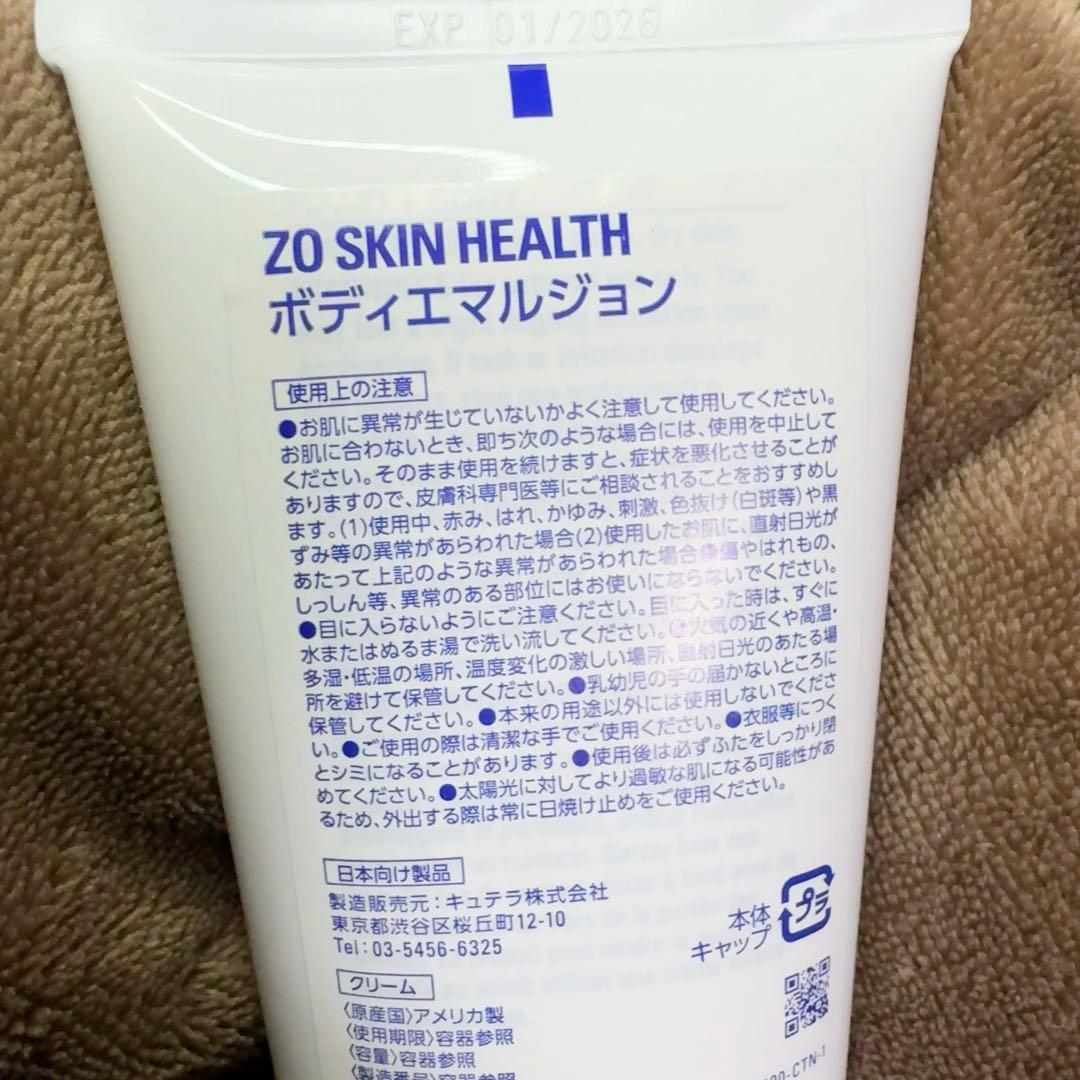 EXP 01/2026
ZO SKIN HEALTH
ボディエマルジョン
使用上の注意
●お肌に異常が生じていないかよく注意して使用してください。
お肌に合わないとき、即ち次のような場合には、使用を中止して
ください。そのまま使用を続けますと、症状を悪化させることが
ありますので、皮膚科専門医等にご相談されることをおすすめし
ます。(1)使用中、赤み、はれ、かゆみ、刺激、色抜け(白斑等)や黒
ずみ等の異常があらわれた場合(2)使用したお肌に、直射日光が
あたって上記のような異常があらわれた場合●傷やはれもの、
しっしん等、異常のある部位にはお使いにならないでください。
●目に入らないようにご注意ください。目に入った時は、すぐに
水またはぬるま湯で洗い流してください。●火気の近くや高温・
多湿・低温の場所、温度変化の激しい場所、直射日光のあたる場
所を避けて保管してください。●乳幼児の手の届かないところに
保管してください。●本来の用途以外には使用しないでくださ
い。●ご使用の際は清潔な手でご使用ください。●衣服等につく
とシミになることがあります。●使用後は必ずふたをしっかり閉
めてください。●太陽光に対してより過敏な肌になる可能性があ
るため、外出する際は常に日焼け止めをご使用ください。
日本向け製品
製造販売元：キュテラ株式会社
東京都渋谷区桜丘町12-10
Tel：03-5456-6325
プラ
本体
キャップ
クリーム
〈原産国〉アメリカ製
〈使用期限〉容器参照
〈容量〉容器参照
〈製造番号〉容器参照
-CTN-1